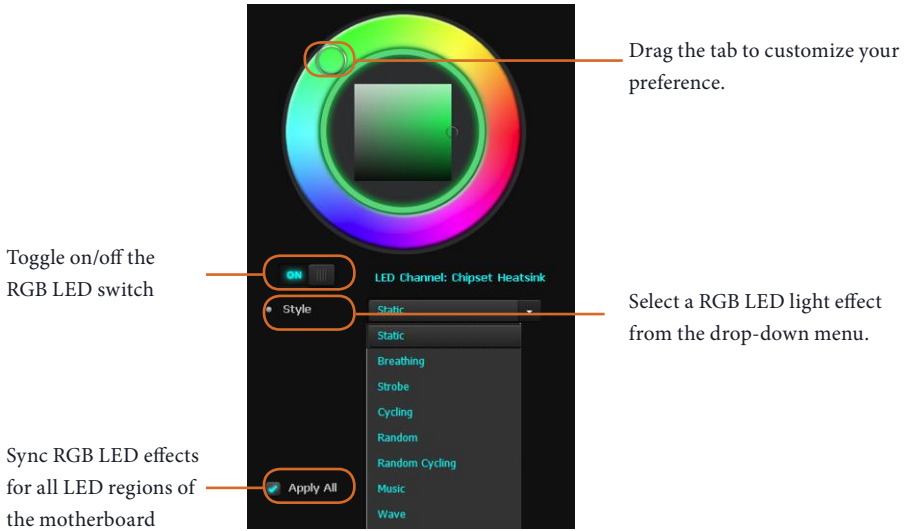 Drag the tab to customize your
preference.
Toggle on/off the
RGB LED switch
ON
LED Channel: Chipset Heatsink
Style
Static
Select a RGB LED light effect
from the drop-down menu.
Static
Breathing
Strobe
Cycling
Random
Random Cycling
Music
Wave
Sync RGB LED effects
for all LED regions of
the motherboard
Apply All